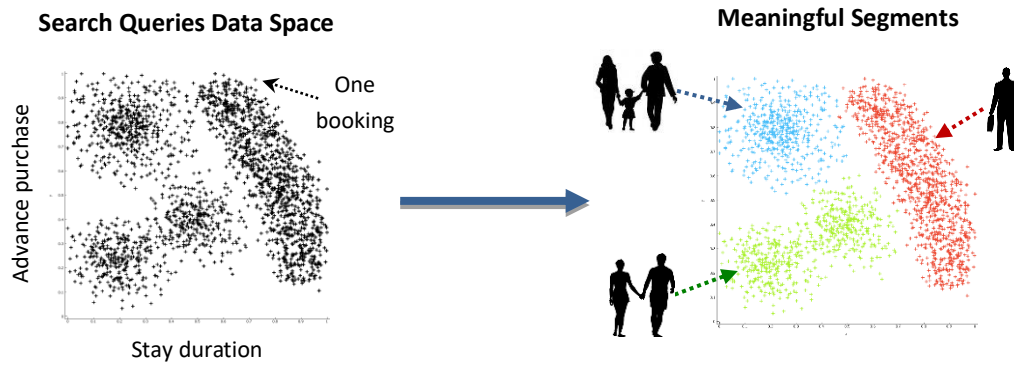 Search Queries Data Space
Meaningful Segments
One
booking
Advance purchase
Stay duration